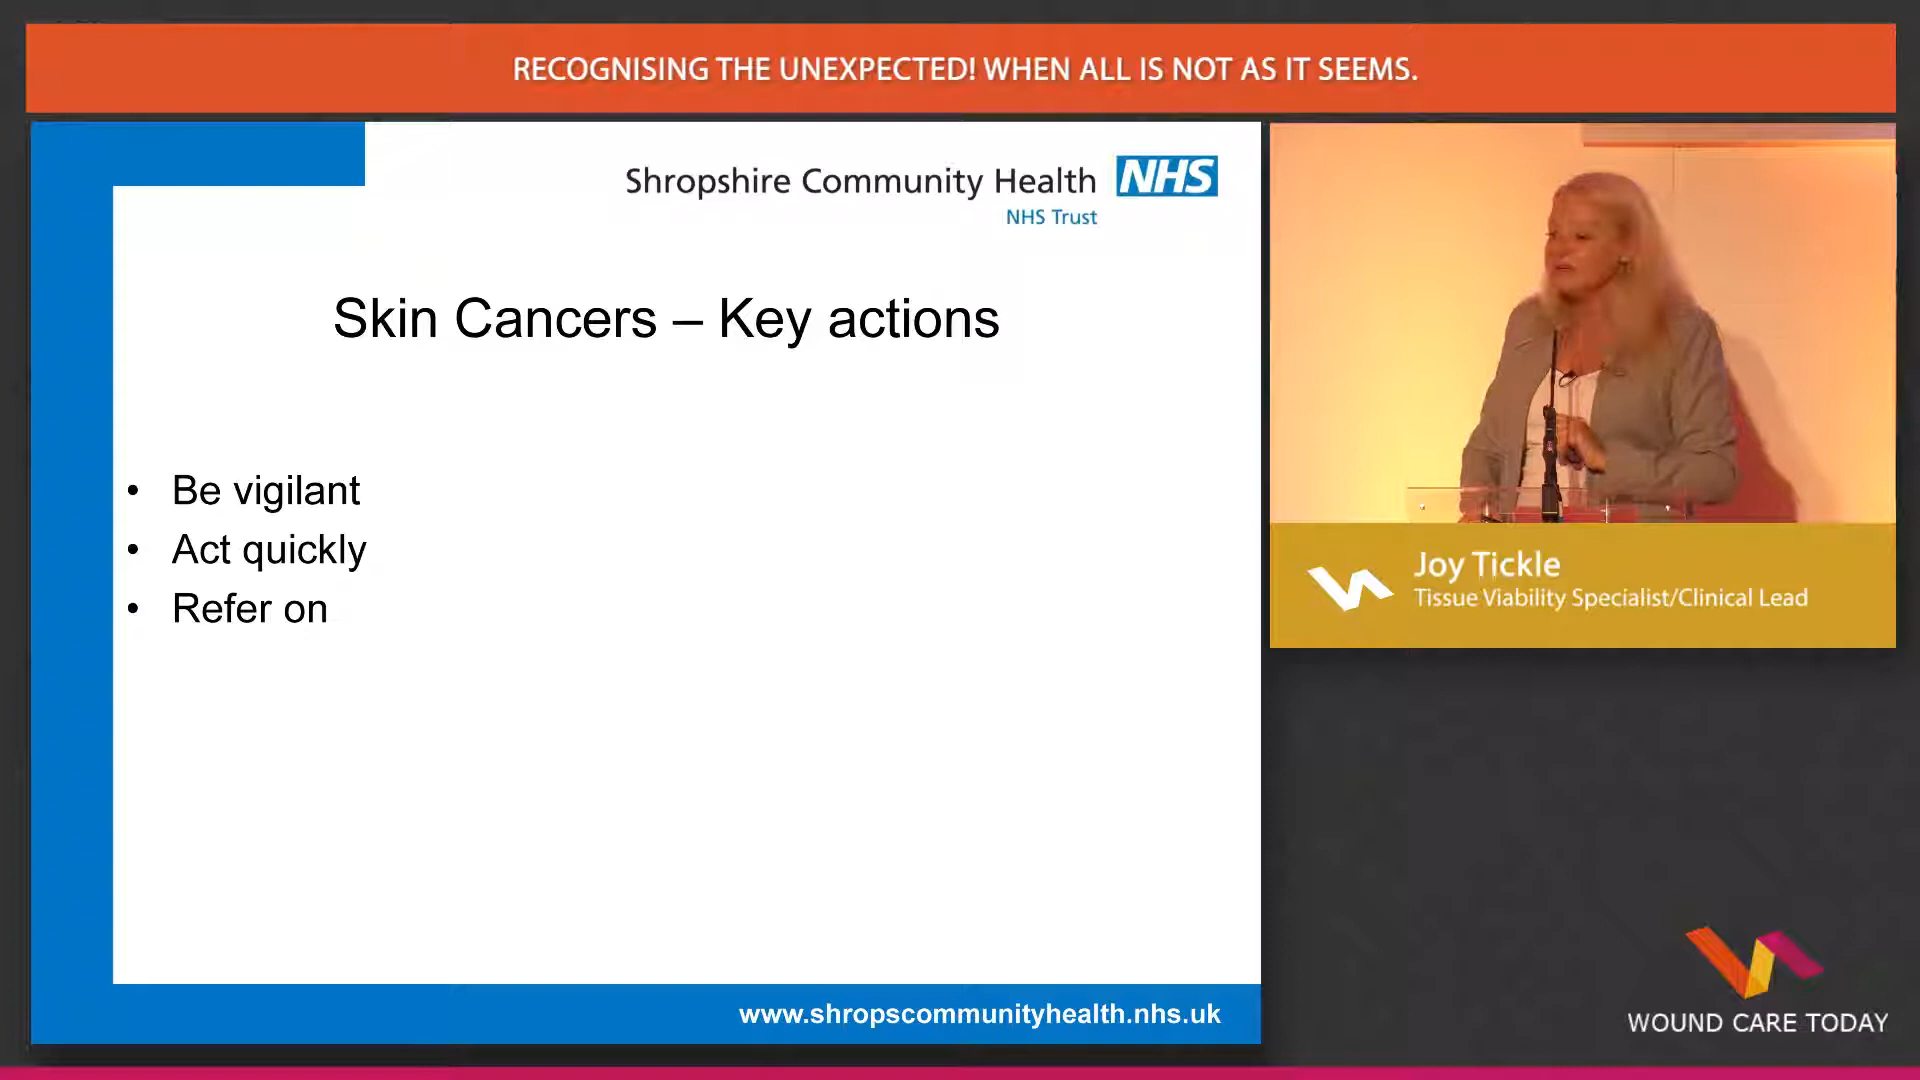 RECOGNISING THE UNEXPECTED! WHEN ALL IS NOT AS IT SEEMS.
Shropshire Community Health NHS
NHS Trust
Skin Cancers – Key actions
• Be vigilant
• Act quickly
• Refer on
www.shropscommunityhealth.nhs.uk
Joy Tickle
Tissue Viability Specialist/Clinical Lead
WOUND CARE TODAY